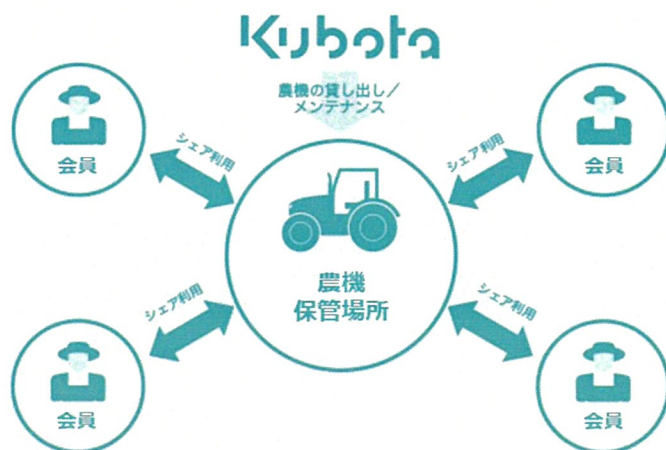 Kubota
農機の貸し出し／
メンテナンス
会員
シェア利用
シェア利用
会員
農機
保管場所
シェア利用
シェア利用
会員
会員